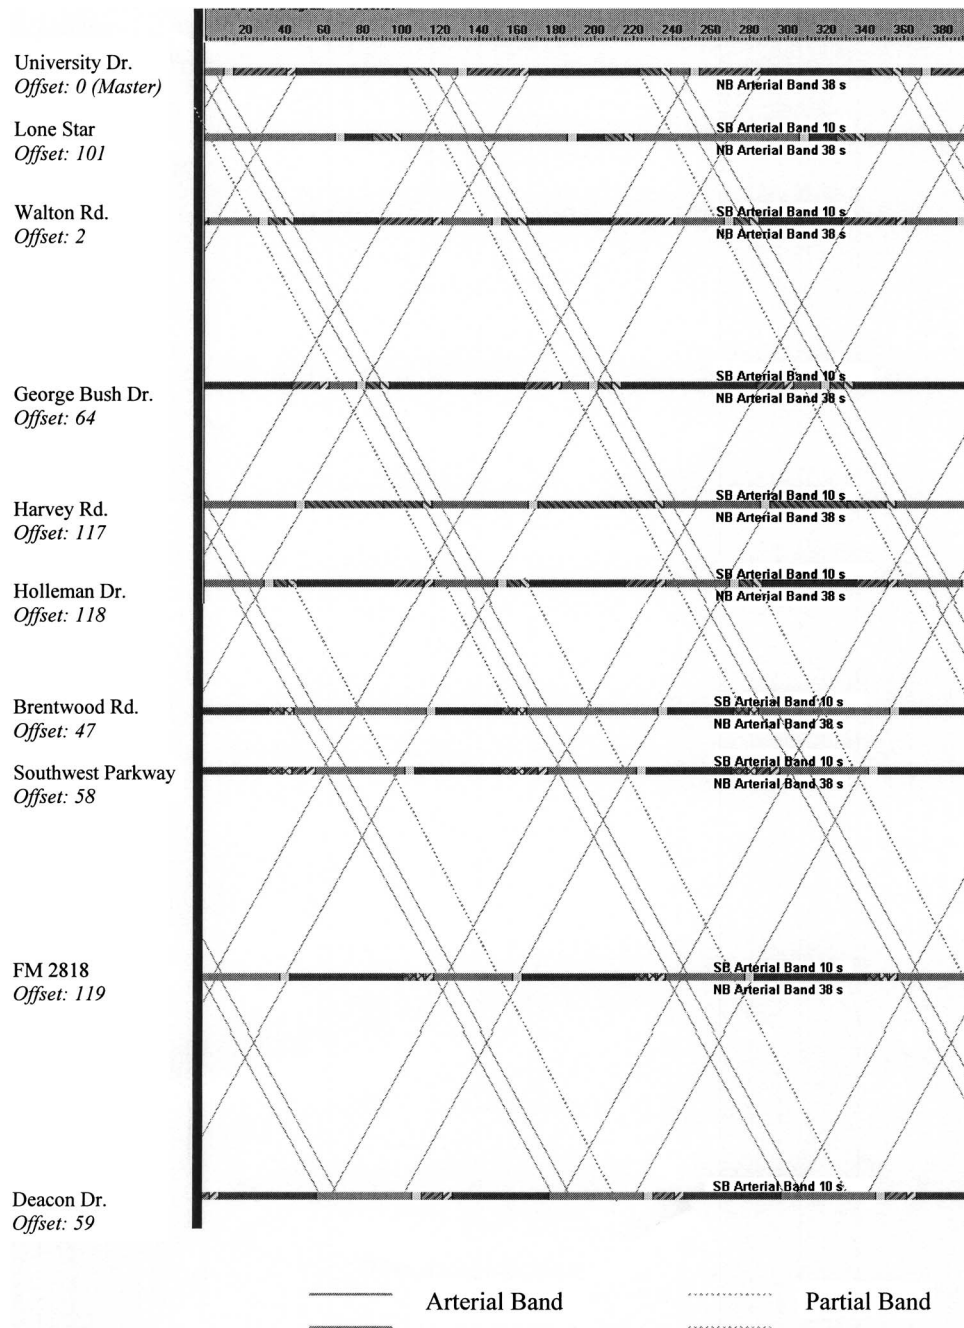 20 40 60 80 100 120 140 160 180 200 220 240 260 280 300 320 340 360 380
University Dr.
Offset: 0 (Master)
NB Arterial Band 38 s
Lone Star
Offset: 101
SB Arterial Band 10 s
NB Arterial Band 38 s
Walton Rd.
Offset: 2
SB Arterial Band 10 s
NB Arterial Band 38 s
George Bush Dr.
Offset: 64
SB Arterial Band 10 s
NB Arterial Band 38 s
Harvey Rd.
Offset: 117
SB Arterial Band 10 s
NB Arterial Band 38 s
Holleman Dr.
Offset: 118
SB Arterial Band 10 s
NB Arterial Band 38 s
Brentwood Rd.
Offset: 47
SB Arterial Band 10 s
NB Arterial Band 38 s
Southwest Parkway
Offset: 58
SB Arterial Band 10 s
NB Arterial Band 38 s
FM 2818
Offset: 119
SB Arterial Band 10 s
NB Arterial Band 38 s
Deacon Dr.
Offset: 59
SB Arterial Band 10 s
Arterial Band Partial Band